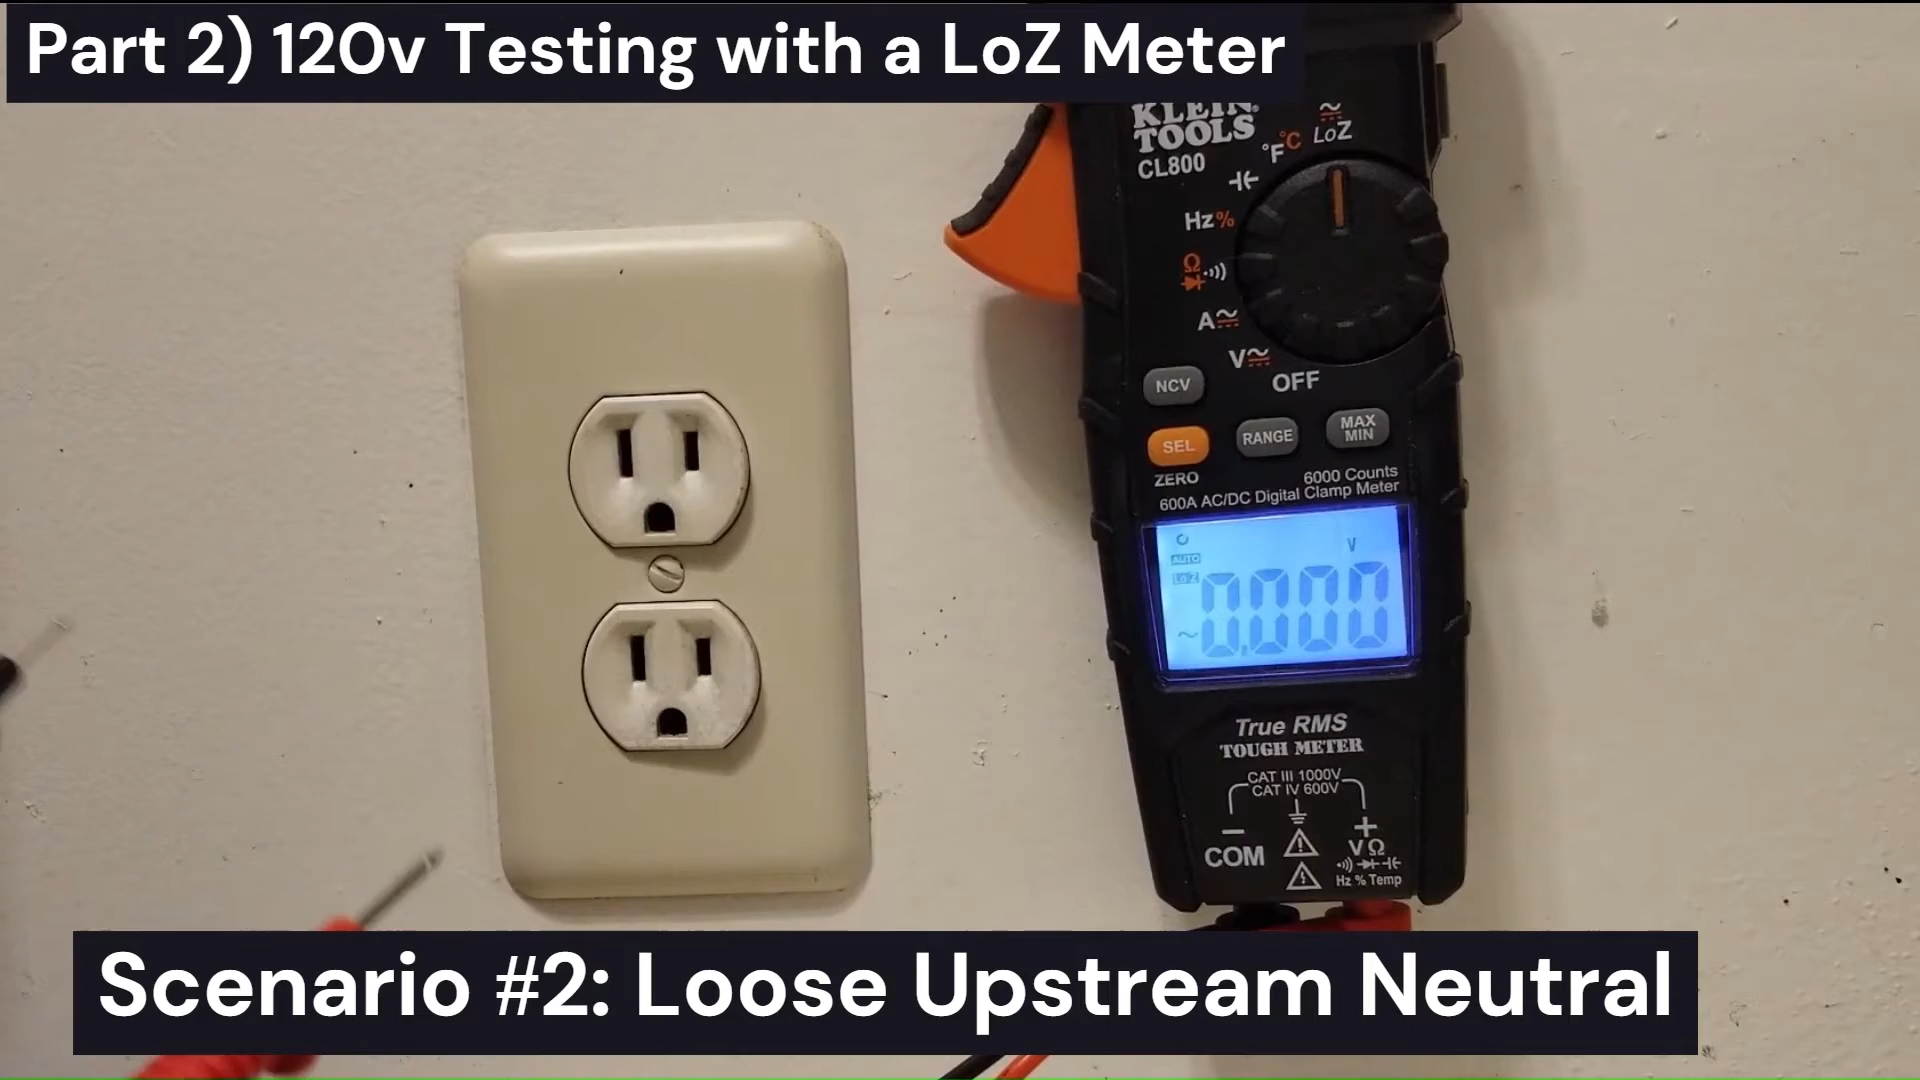 Part 2) 120v Testing with a LoZ Meter
KLEIN
TOOLS
CL800
LoZ
°F°C
Hz%
Ω
A
V
OFF
NCV
SEL
RANGE
MAX
MIN
ZERO
6000 Counts
600A AC/DC Digital Clamp Meter
V
AUTO
LoZ
~0.000
True RMS
TOUGH METER
CAT III 1000V
CAT IV 600V
− +
COM
VΩ
Hz % Temp
Scenario #2: Loose Upstream Neutral